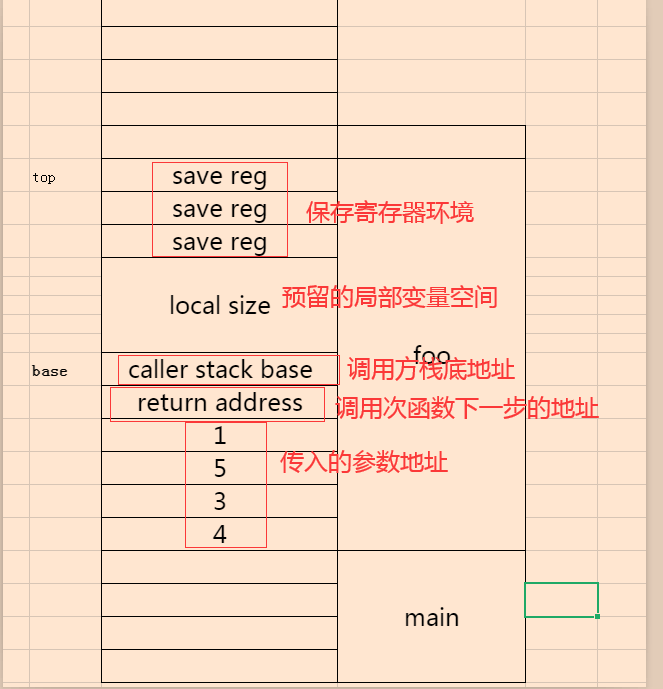 top
save reg
save reg
保存寄存器环境
save reg
local size
预留的局部变量空间
foo
base
caller stack base
调用方栈底地址
return address
调用次函数下一步的地址
1
5
传入的参数地址
3
4
main